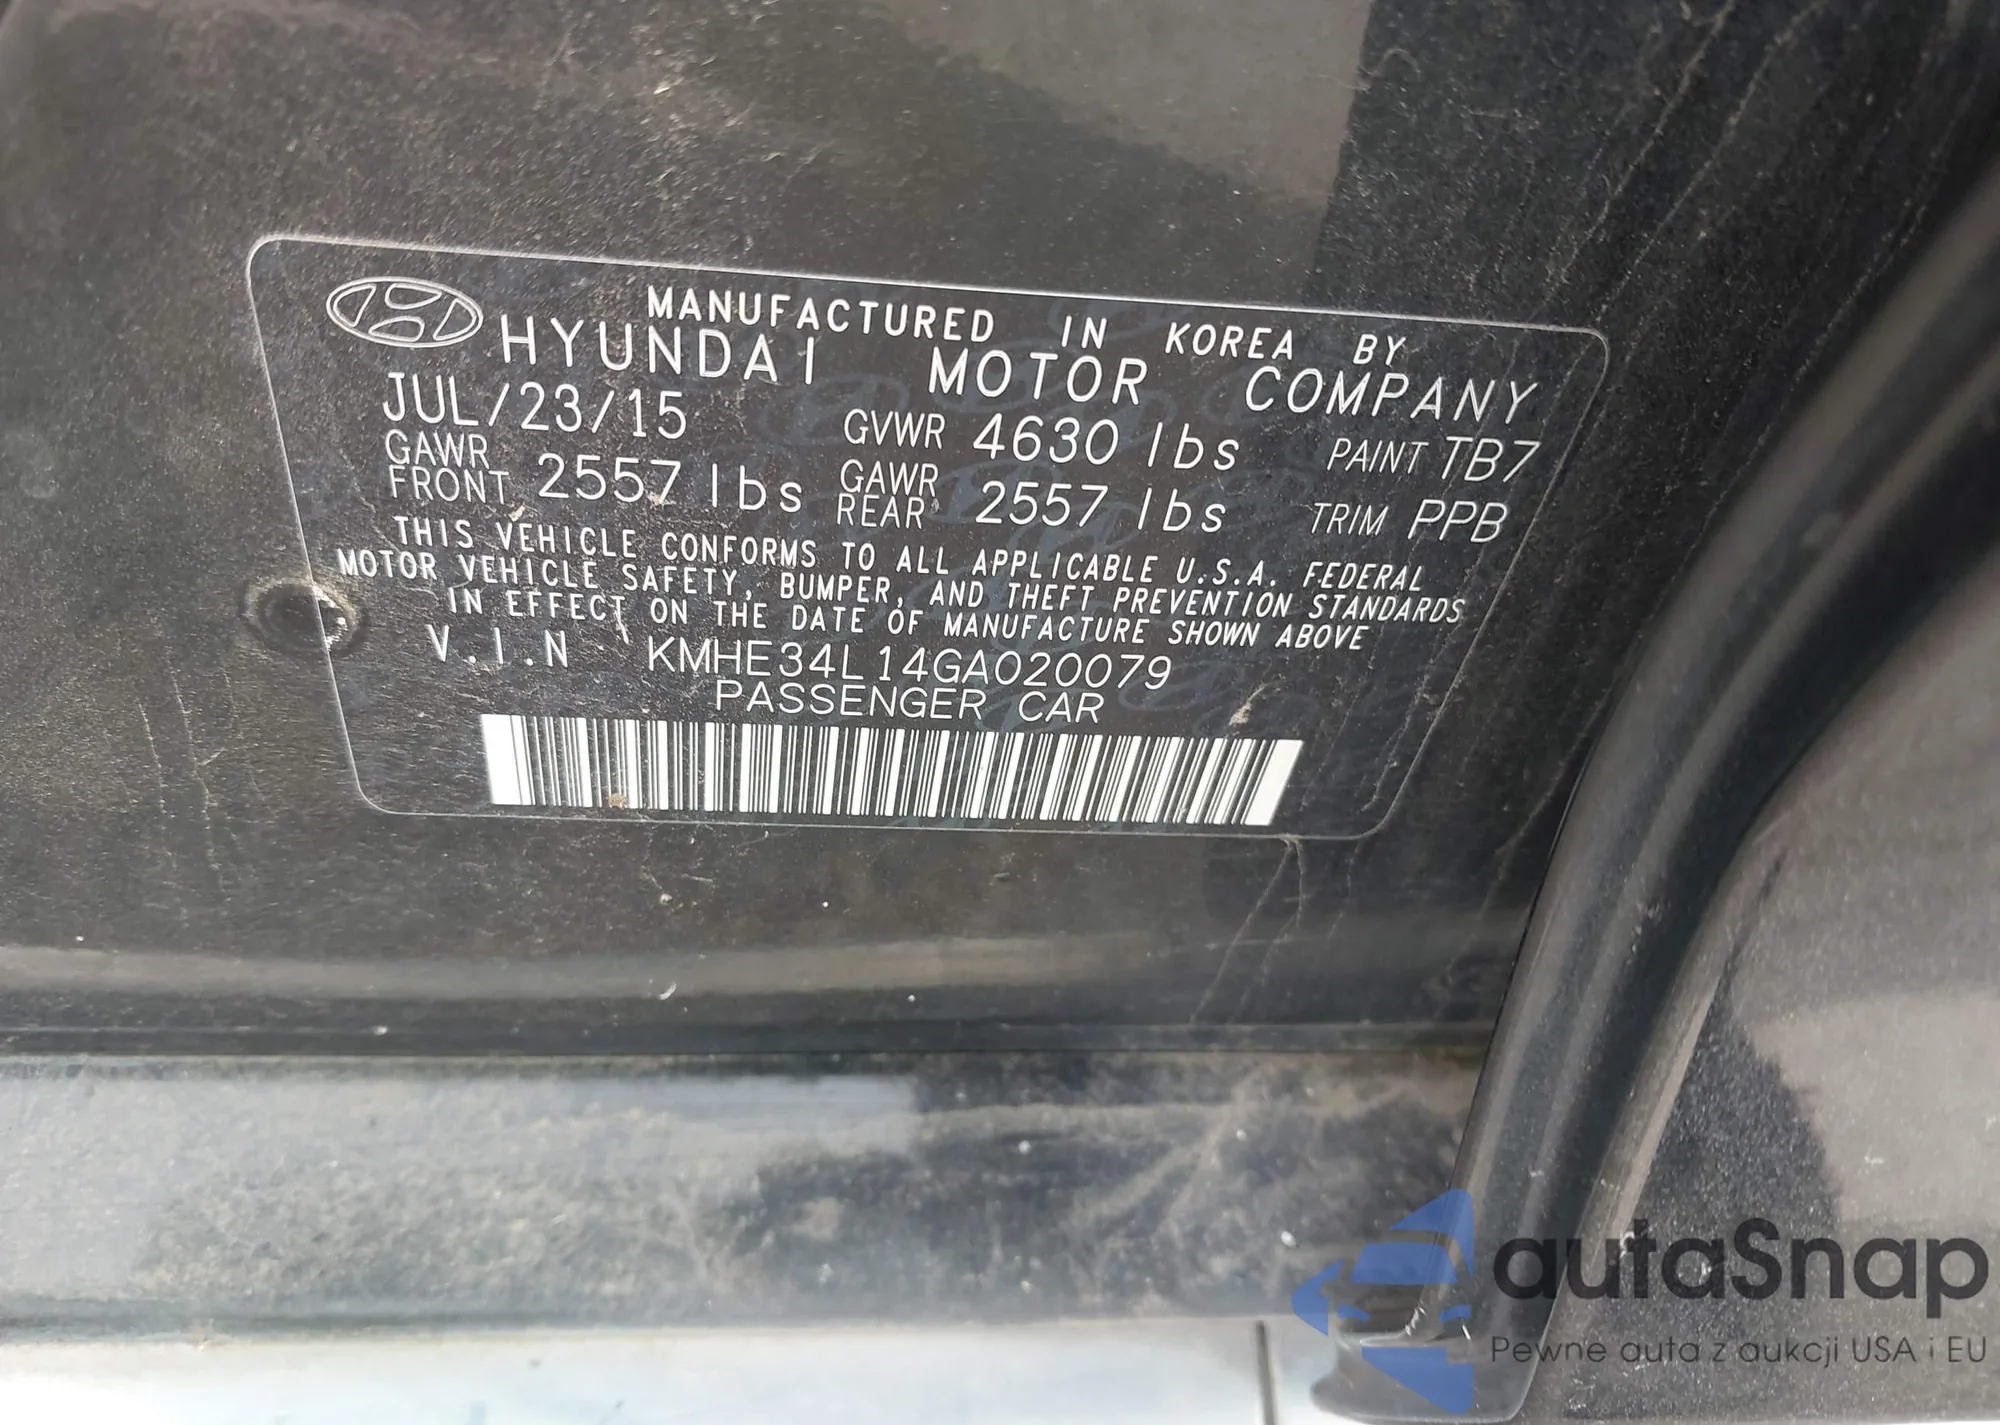 MANUFACTURED IN KOREA BY
HYUNDAI MOTOR COMPANY
JUL/23/15 GVWR 4630 lbs PAINT TB7
GAWR FRONT 2557 lbs GAWR REAR 2557 lbs TRIM PPB
THIS VEHICLE CONFORMS TO ALL APPLICABLE U.S.A. FEDERAL
MOTOR VEHICLE SAFETY, BUMPER, AND THEFT PREVENTION STANDARDS
IN EFFECT ON THE DATE OF MANUFACTURE SHOWN ABOVE
V.I.N KMHE34L14GA020079
PASSENGER CAR
autaSnap
Pewne auta z aukcji USA i EU